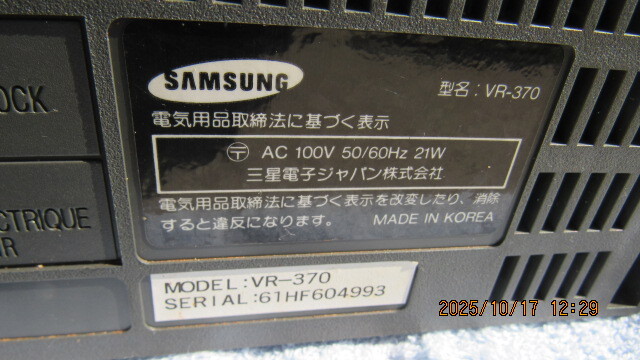 OCK
CTRIQUE
IR
SAMSUNG
型名：VR-370
電気用品取締法に基づく表示
〒 AC 100V 50/60Hz 21W
三星電子ジャパン株式会社
電気用品取締法に基づく表示を改変したり、消除
すると違反になります。 MADE IN KOREA
MODEL:VR-370
SERIAL:61HF604993
2025/10/17 12:29